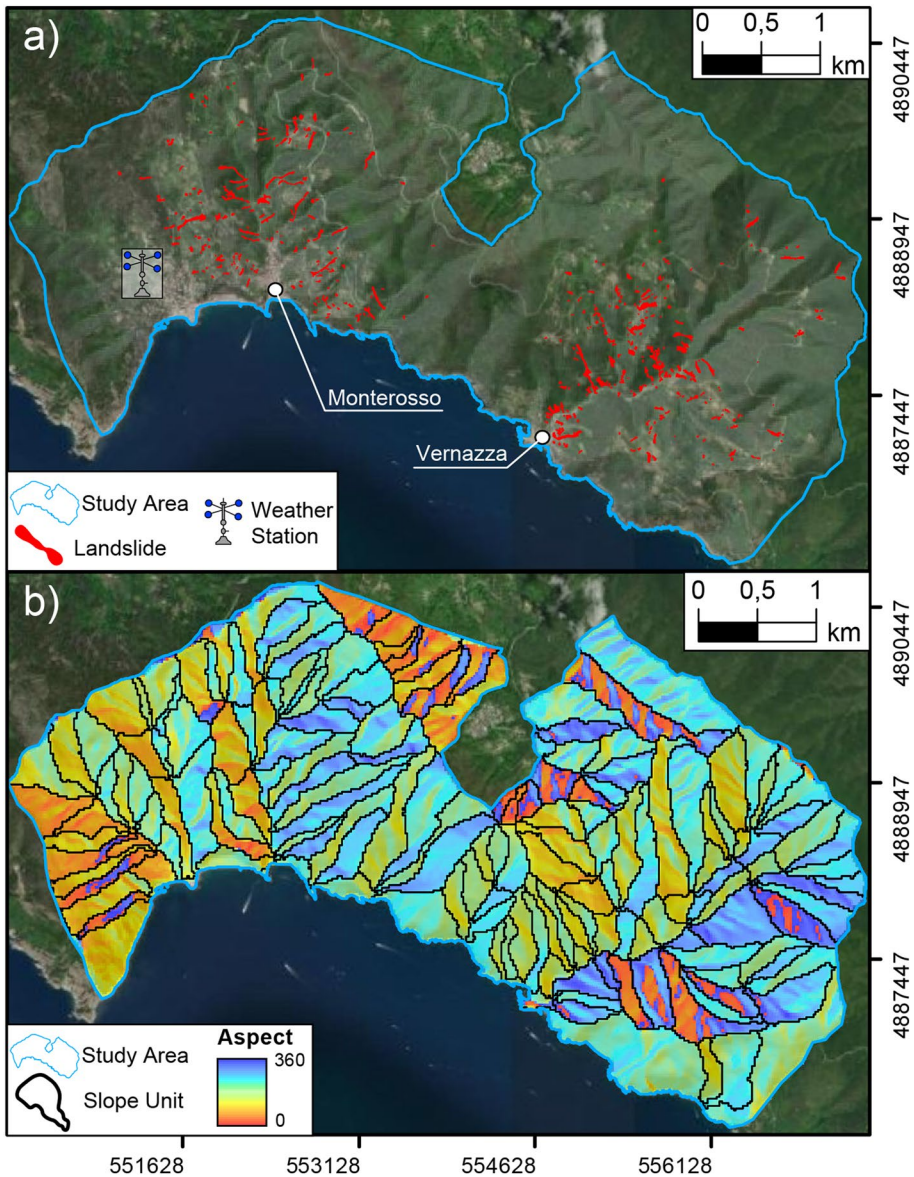 a)
0 0,5 1
km
4890447
4888947
4887447
Monterosso
Vernazza
Study Area
Landslide
Weather
Station
b)
0 0,5 1
km
4890447
4888947
4887447
Study Area
Slope Unit
Aspect
360
0
551628 553128 554628 556128